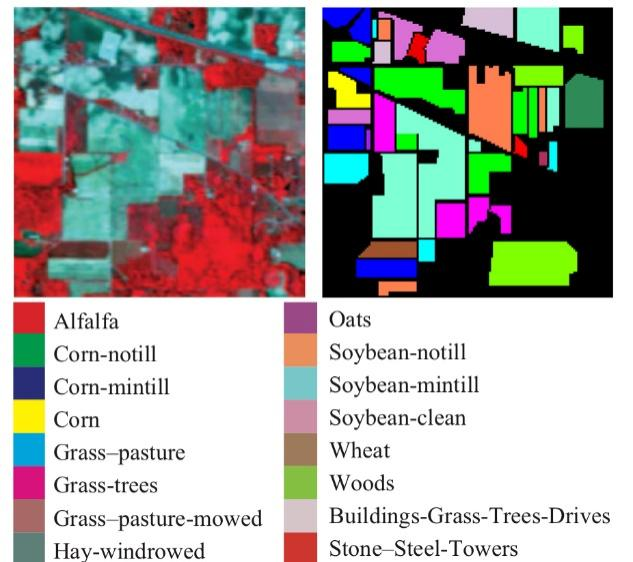 Alfalfa
Corn-notill
Corn-mintill
Corn
Grass–pasture
Grass-trees
Grass–pasture-mowed
Hay-windrowed
Oats
Soybean-notill
Soybean-mintill
Soybean-clean
Wheat
Woods
Buildings-Grass-Trees-Drives
Stone–Steel-Towers